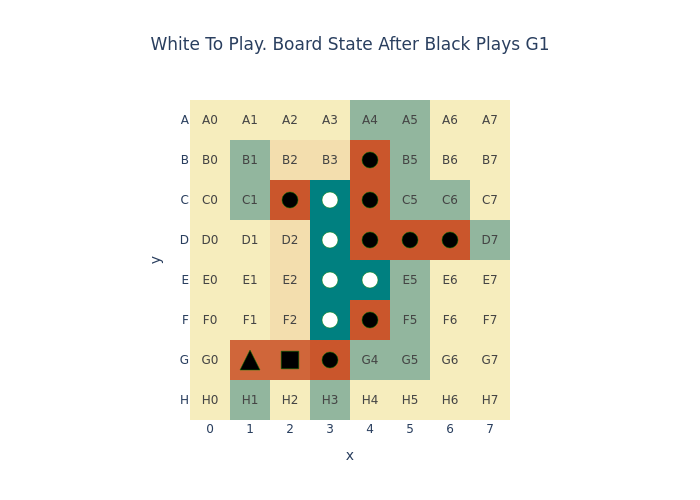 White To Play. Board State After Black Plays G1
A A0 A1 A2 A3 A4 A5 A6 A7
B B0 B1 B2 B3 B5 B6 B7
C C0 C1 C5 C6 C7
D D0 D1 D2 D7
E E0 E1 E2 E5 E6 E7
F F0 F1 F2 F5 F6 F7
G G0 G4 G5 G6 G7
H H0 H1 H2 H3 H4 H5 H6 H7
0 1 2 3 4 5 6 7
x
y